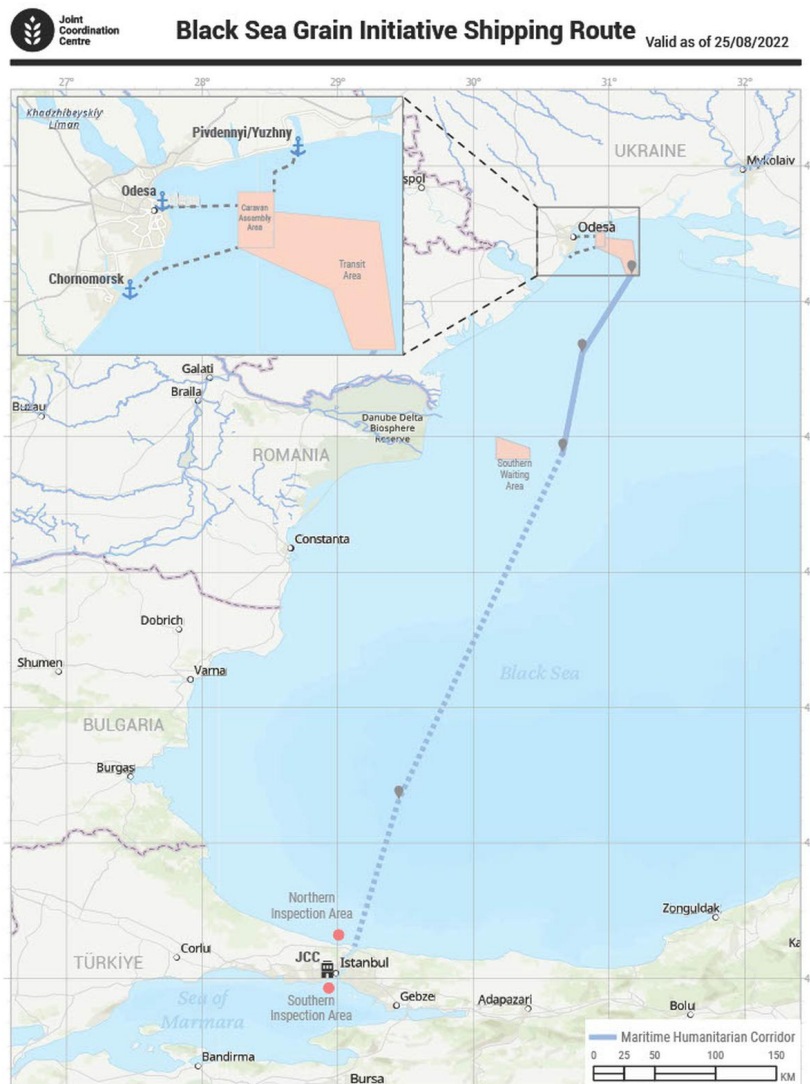 Joint
Coordination
Centre
Black Sea Grain Initiative Shipping Route
Valid as of 25/08/2022
27°
28°
29°
30°
31°
32°
Khadzhibeyskiy
Liman
Pivdennyi/Yuzhny
Odesa
Caravan
Assembly
Area
Transit
Area
Chornomorsk
UKRAINE
Mykolaiv
spol
Odesa
Galati
Braila
Buzau
Danube Delta
Biosphere
Reserve
ROMANIA
Southern
Waiting
Area
Constanta
Dobrich
Shumen
Varna
Black Sea
BULGARIA
Burgas
Northern
Inspection Area
Zonguldak
Ka
Corlu
JCC
Istanbul
TÜRKİYE
Sea of
Marmara
Southern
Inspection Area
Gebze
Adapazari
Bolu
Maritime Humanitarian Corridor
0 25 50 100 150
KM
Bandirma
Bursa